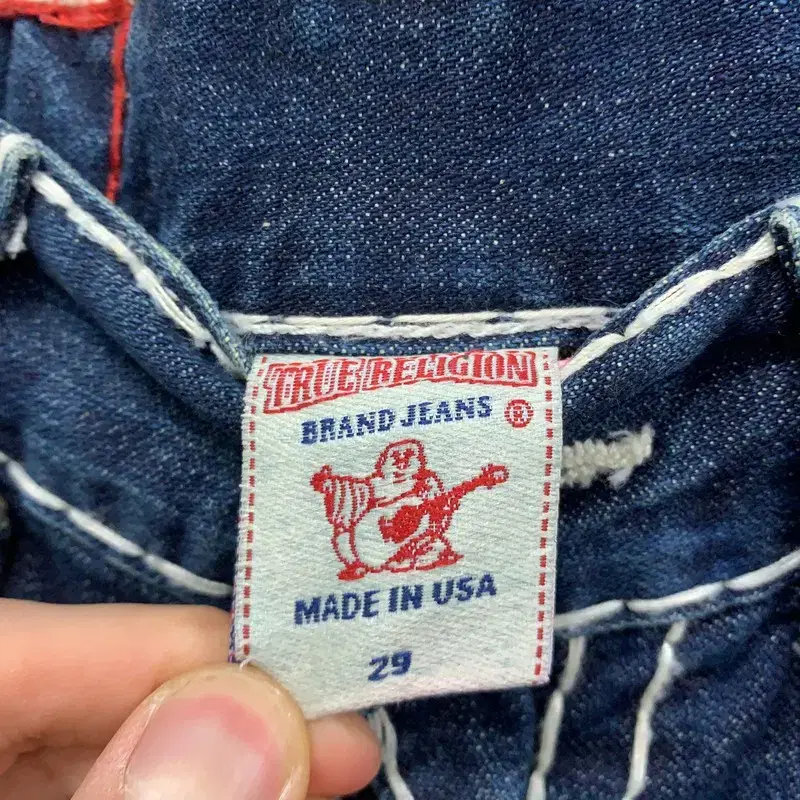 TRUE RELIGION
BRAND JEANS ®
MADE IN USA
29